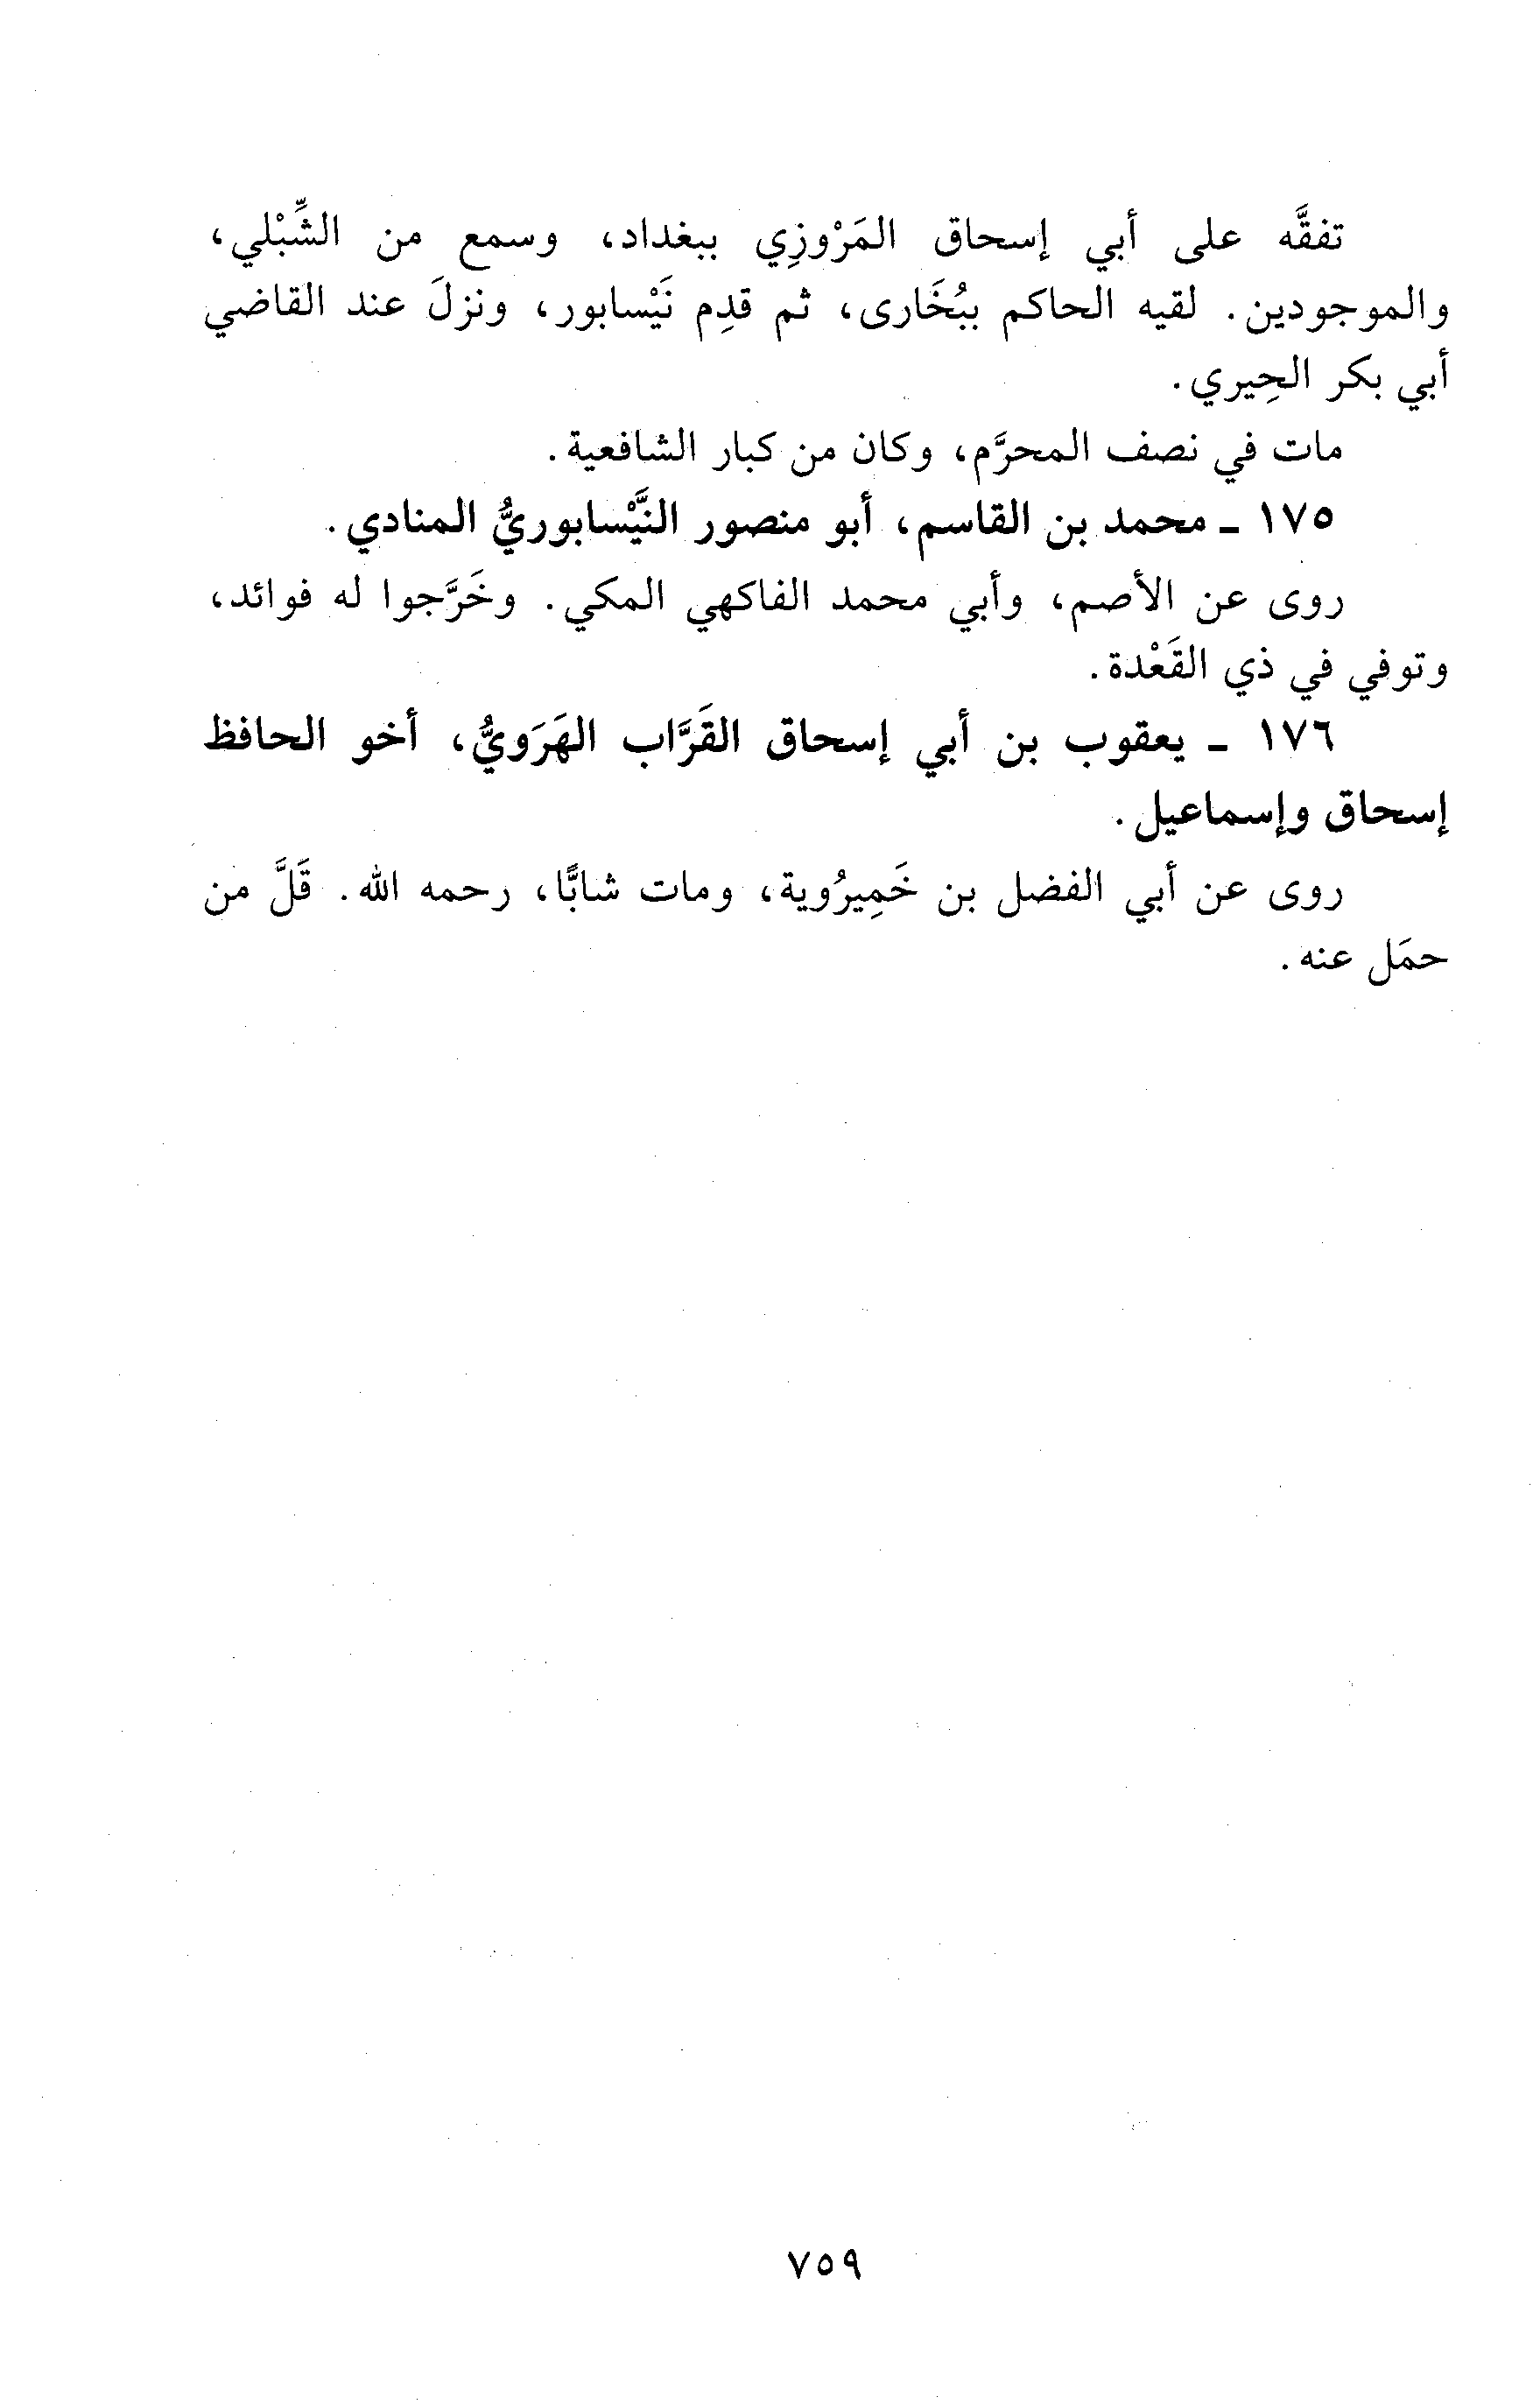 تفقَّه على أبي إسحاق المَرْوزِي ببغداد، وسمع من الشِّبْلي،
والموجودين. لقيه الحاكم ببُخَارى، ثم قدِم نَيْسابور، ونزلَ عند القاضي
أبي بكر الحِيري.
مات في نصف المحرَّم، وكان من كبار الشافعية.
١٧٥ - محمد بن القاسم، أبو منصور النَّيْسابوريُّ المنادي.
روى عن الأصم، وأبي محمد الفاكهي المكي. وخَرَّجوا له فوائد،
وتوفي في ذي القَعْدة.
١٧٦ - يعقوب بن أبي إسحاق القَرَّاب الهَرَويُّ، أخو الحافظ
إسحاق وإسماعيل.
روى عن أبي الفضل بن خَمِيرُوية، ومات شابًّا، رحمه الله. قَلَّ من
حمَل عنه.
٧٥٩